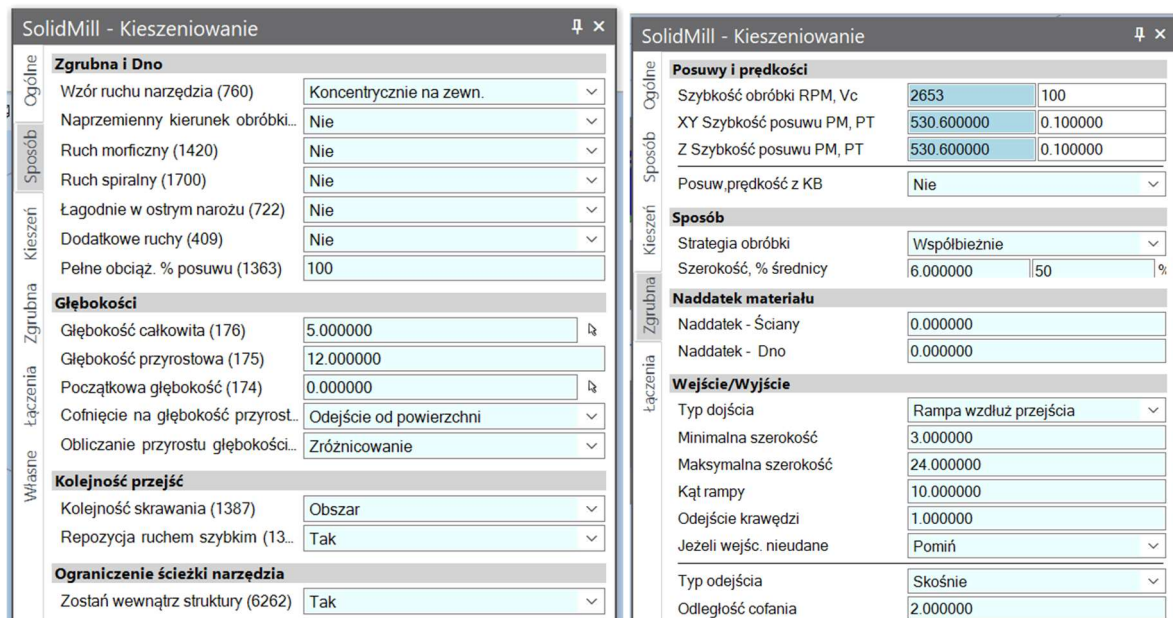 SolidMill - Kieszeniowanie
Ogólne
Sposób
Kieszeń
Zgrubna
Łączenia
Własne
Zgrubna i Dno
Wzór ruchu narzędzia (760) Koncentrycznie na zewn.
Naprzemienny kierunek obróbki... Nie
Ruch morficzny (1420) Nie
Ruch spiralny (1700) Nie
Łagodnie w ostrym narożu (722) Nie
Dodatkowe ruchy (409) Nie
Pełne obciąż. % posuwu (1363) 100
Głębokości
Głębokość całkowita (176) 5.000000
Głębokość przyrostowa (175) 12.000000
Początkowa głębokość (174) 0.000000
Cofnięcie na głębokość przyrost... Odejście od powierzchni
Obliczanie przyrostu głębokości... Zróżnicowanie
Kolejność przejść
Kolejność skrawania (1387) Obszar
Repozycja ruchem szybkim (13... Tak
Ograniczenie ścieżki narzędzia
Zostań wewnątrz struktury (6262) Tak
SolidMill - Kieszeniowanie
Ogólne
Sposób
Kieszeń
Zgrubna
Łączenia
Posuwy i prędkości
Szybkość obróbki RPM, Vc 2653 100
XY Szybkość posuwu PM, PT 530.600000 0.100000
Z Szybkość posuwu PM, PT 530.600000 0.100000
Posuw,prędkość z KB Nie
Sposób
Strategia obróbki Współbieżnie
Szerokość, % średnicy 6.000000 50 %
Naddatek materiału
Naddatek - Ściany 0.000000
Naddatek - Dno 0.000000
Wejście/Wyjście
Typ dojścia Rampa wzdłuż przejścia
Minimalna szerokość 3.000000
Maksymalna szerokość 24.000000
Kąt rampy 10.000000
Odejście krawędzi 1.000000
Jeżeli wejśc. nieudane Pomiń
Typ odejścia Skośnie
Odległość cofania 2.000000